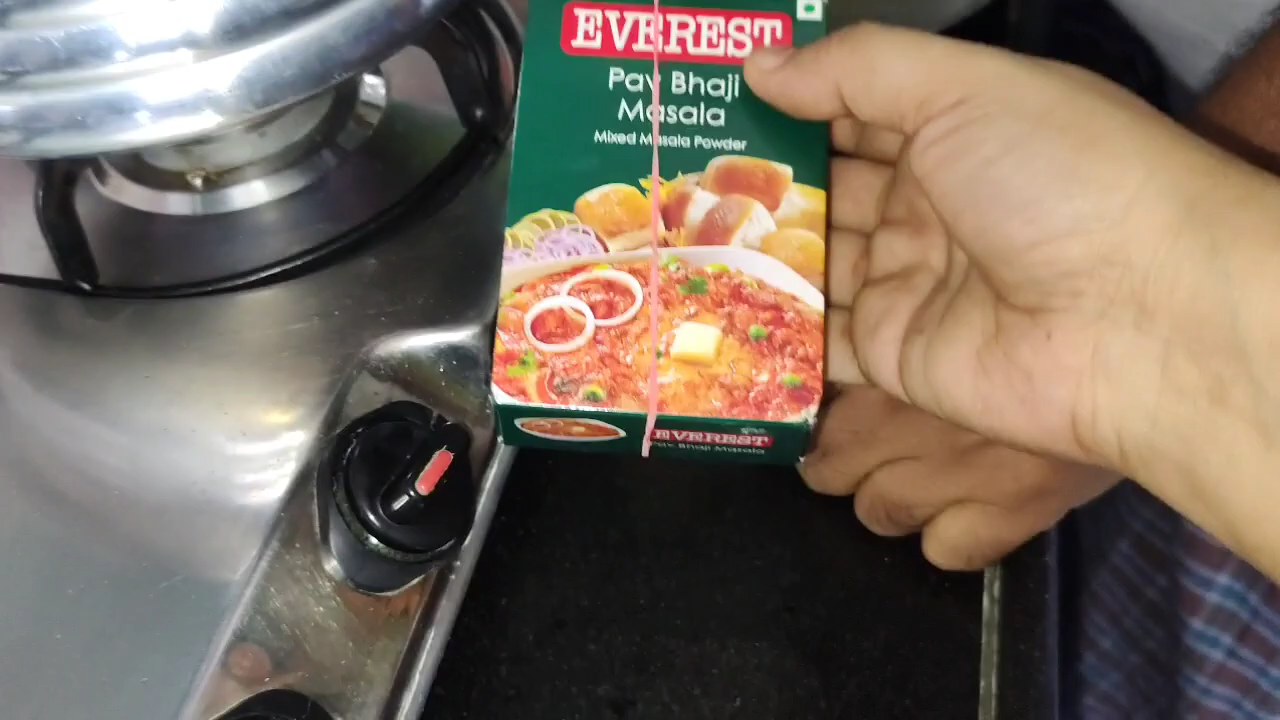 EVEREST
Pav Bhaji
Masala
Mixed Masala Powder
EVEREST
Pav Bhaji Masala